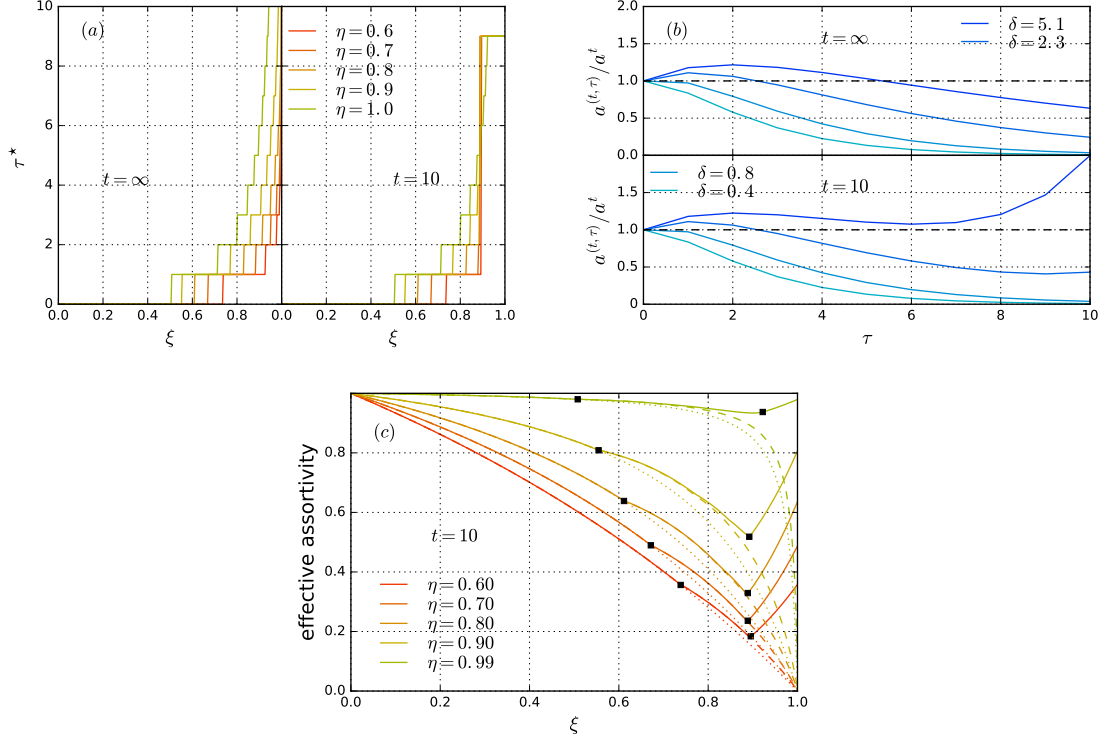 10
8
6
4
2
0
τ*
(a)
t = ∞
η = 0.6
η = 0.7
η = 0.8
η = 0.9
η = 1.0
t = 10
0.0 0.2 0.4 0.6 0.8 0.0 0.2 0.4 0.6 0.8 1.0
ξ ξ
2.0
1.5
1.0
0.5
0.0
a^(t,τ)/a^t
(b)
t = ∞
δ = 5.1
δ = 2.3
2.0
1.5
1.0
0.5
0.0
a^(t,τ)/a^t
δ = 0.8
δ = 0.4
t = 10
0 2 4 6 8 10
τ
0.8
0.6
0.4
0.2
0.0
effective assortivity
(c)
t = 10
η = 0.60
η = 0.70
η = 0.80
η = 0.90
η = 0.99
0.0 0.2 0.4 0.6 0.8 1.0
ξ